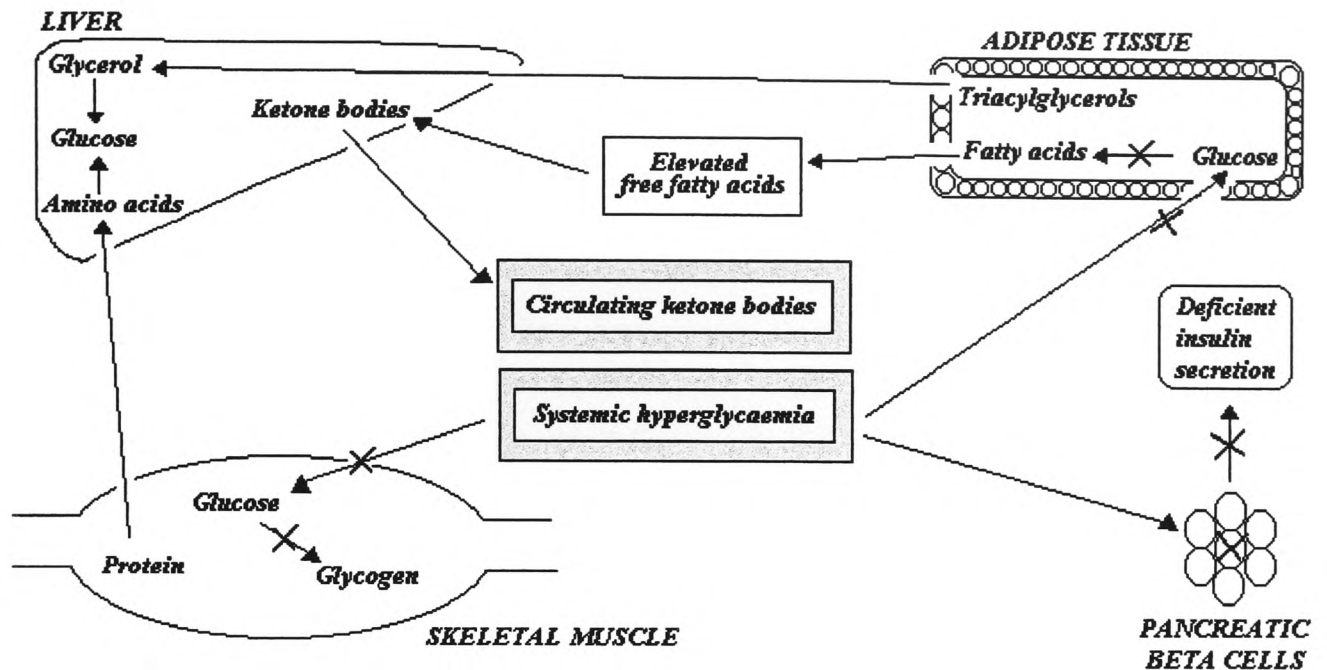 LIVER
ADIPOSE TISSUE
Glycerol
Ketone bodies
Triacylglycerols
Glucose
Elevated
free fatty acids
Fatty acids
Glucose
Amino acids
Circulating ketone bodies
Deficient
insulin
secretion
Systemic hyperglycaemia
Glucose
Protein
Glycogen
SKELETAL MUSCLE
PANCREATIC
BETA CELLS